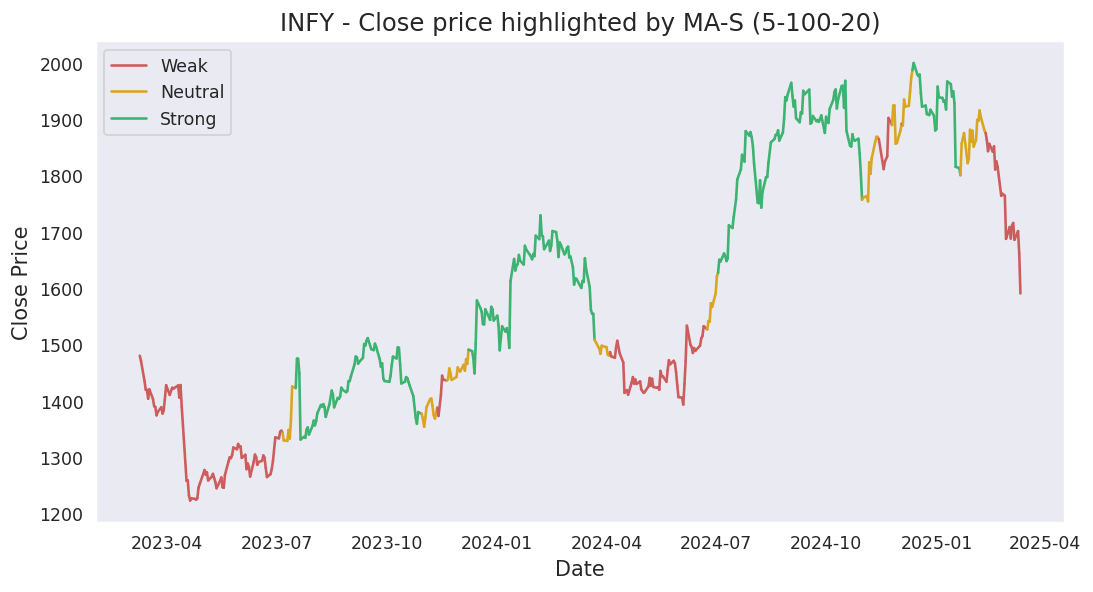 INFY - Close price highlighted by MA-S (5-100-20)
Weak
Neutral
Strong
2000
1900
1800
1700
1600
1500
1400
1300
1200
Close Price
2023-04 2023-07 2023-10 2024-01 2024-04 2024-07 2024-10 2025-01 2025-04
Date